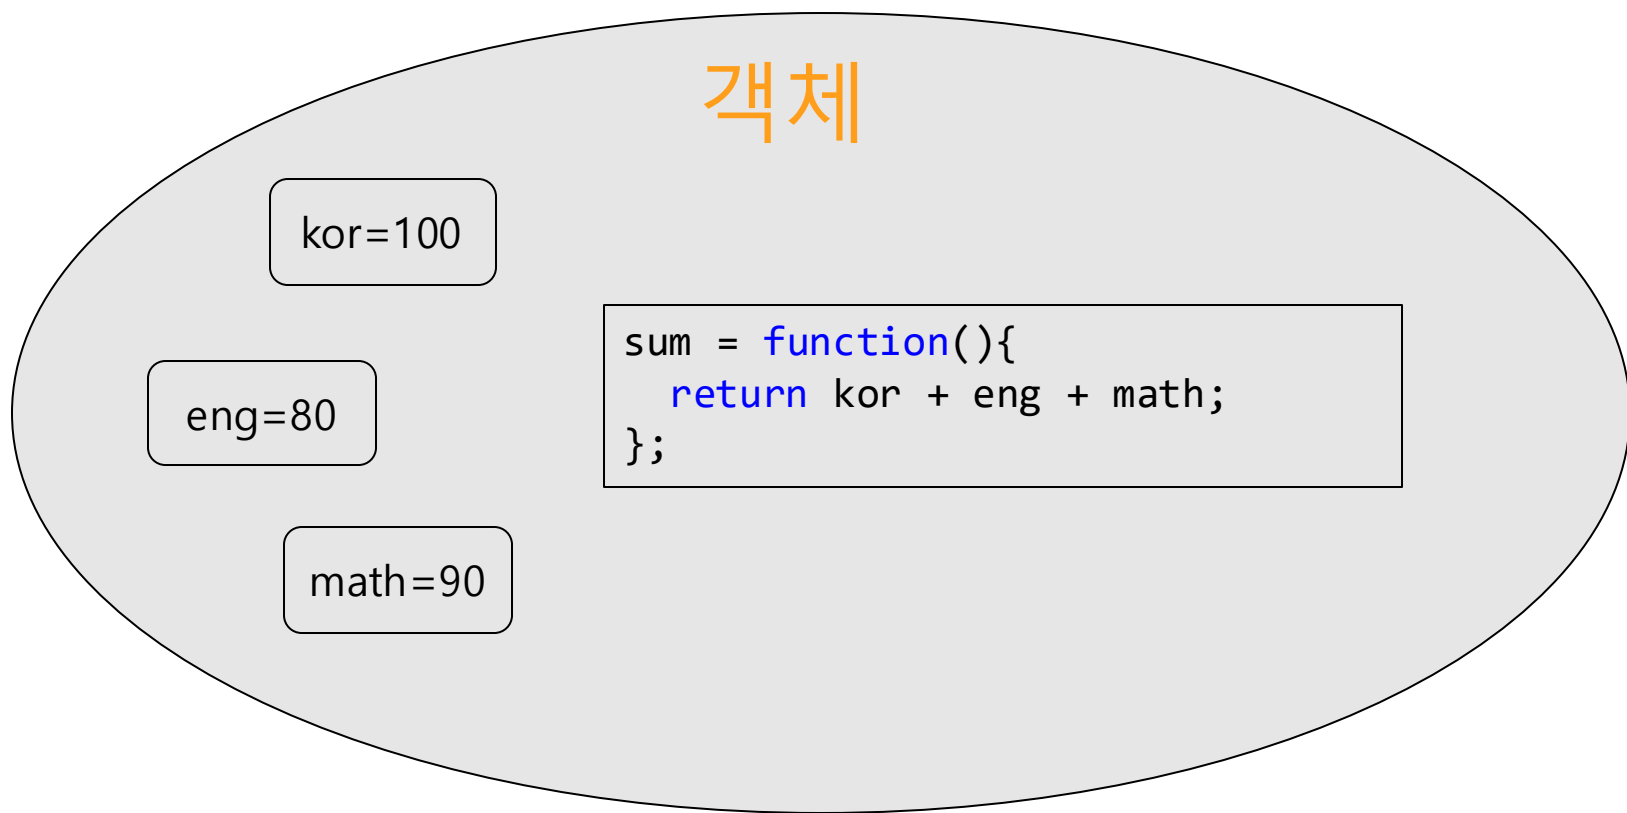 객체
kor=100
eng=80
math=90
sum = function(){
  return kor + eng + math;
};